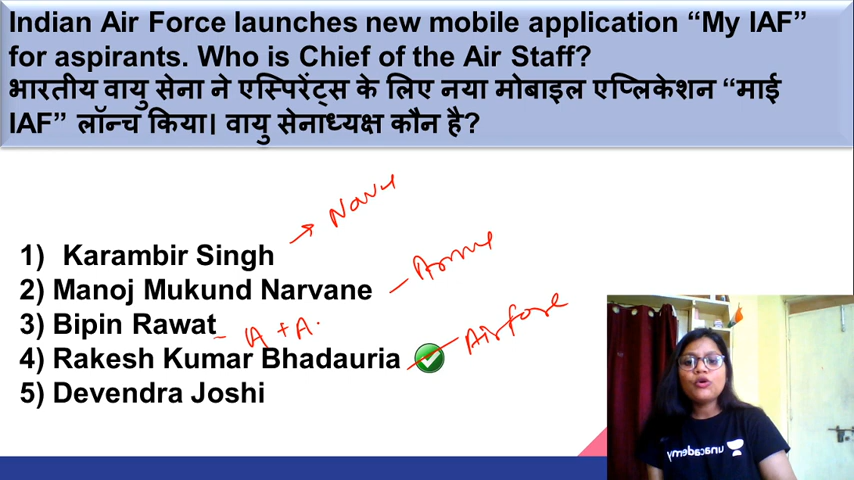 Indian Air Force launches new mobile application “My IAF”
for aspirants. Who is Chief of the Air Staff?
भारतीय वायु सेना ने एस्पिरेंट्स के लिए नया मोबाइल एप्लिकेशन “माई
IAF” लॉन्च किया। वायु सेनाध्यक्ष कौन है?
1) Karambir Singh → Navy
2) Manoj Mukund Narvane –
3) Bipin Rawat – A + A.
4) Rakesh Kumar Bhadauria Airfore
5) Devendra Joshi
unacademy